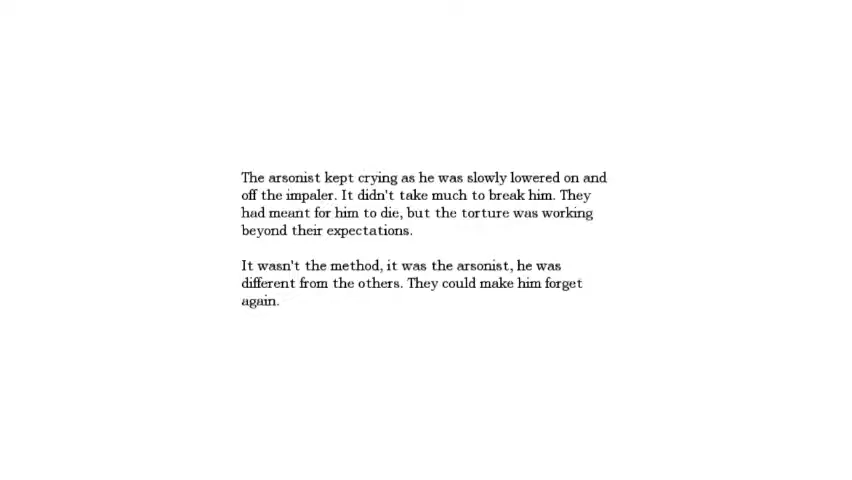 The arsonist kept crying as he was slowly lowered on and
off the impaler. It didn't take much to break him. They
had meant for him to die, but the torture was working
beyond their expectations.
It wasn't the method, it was the arsonist, he was
different from the others. They could make him forget
again.